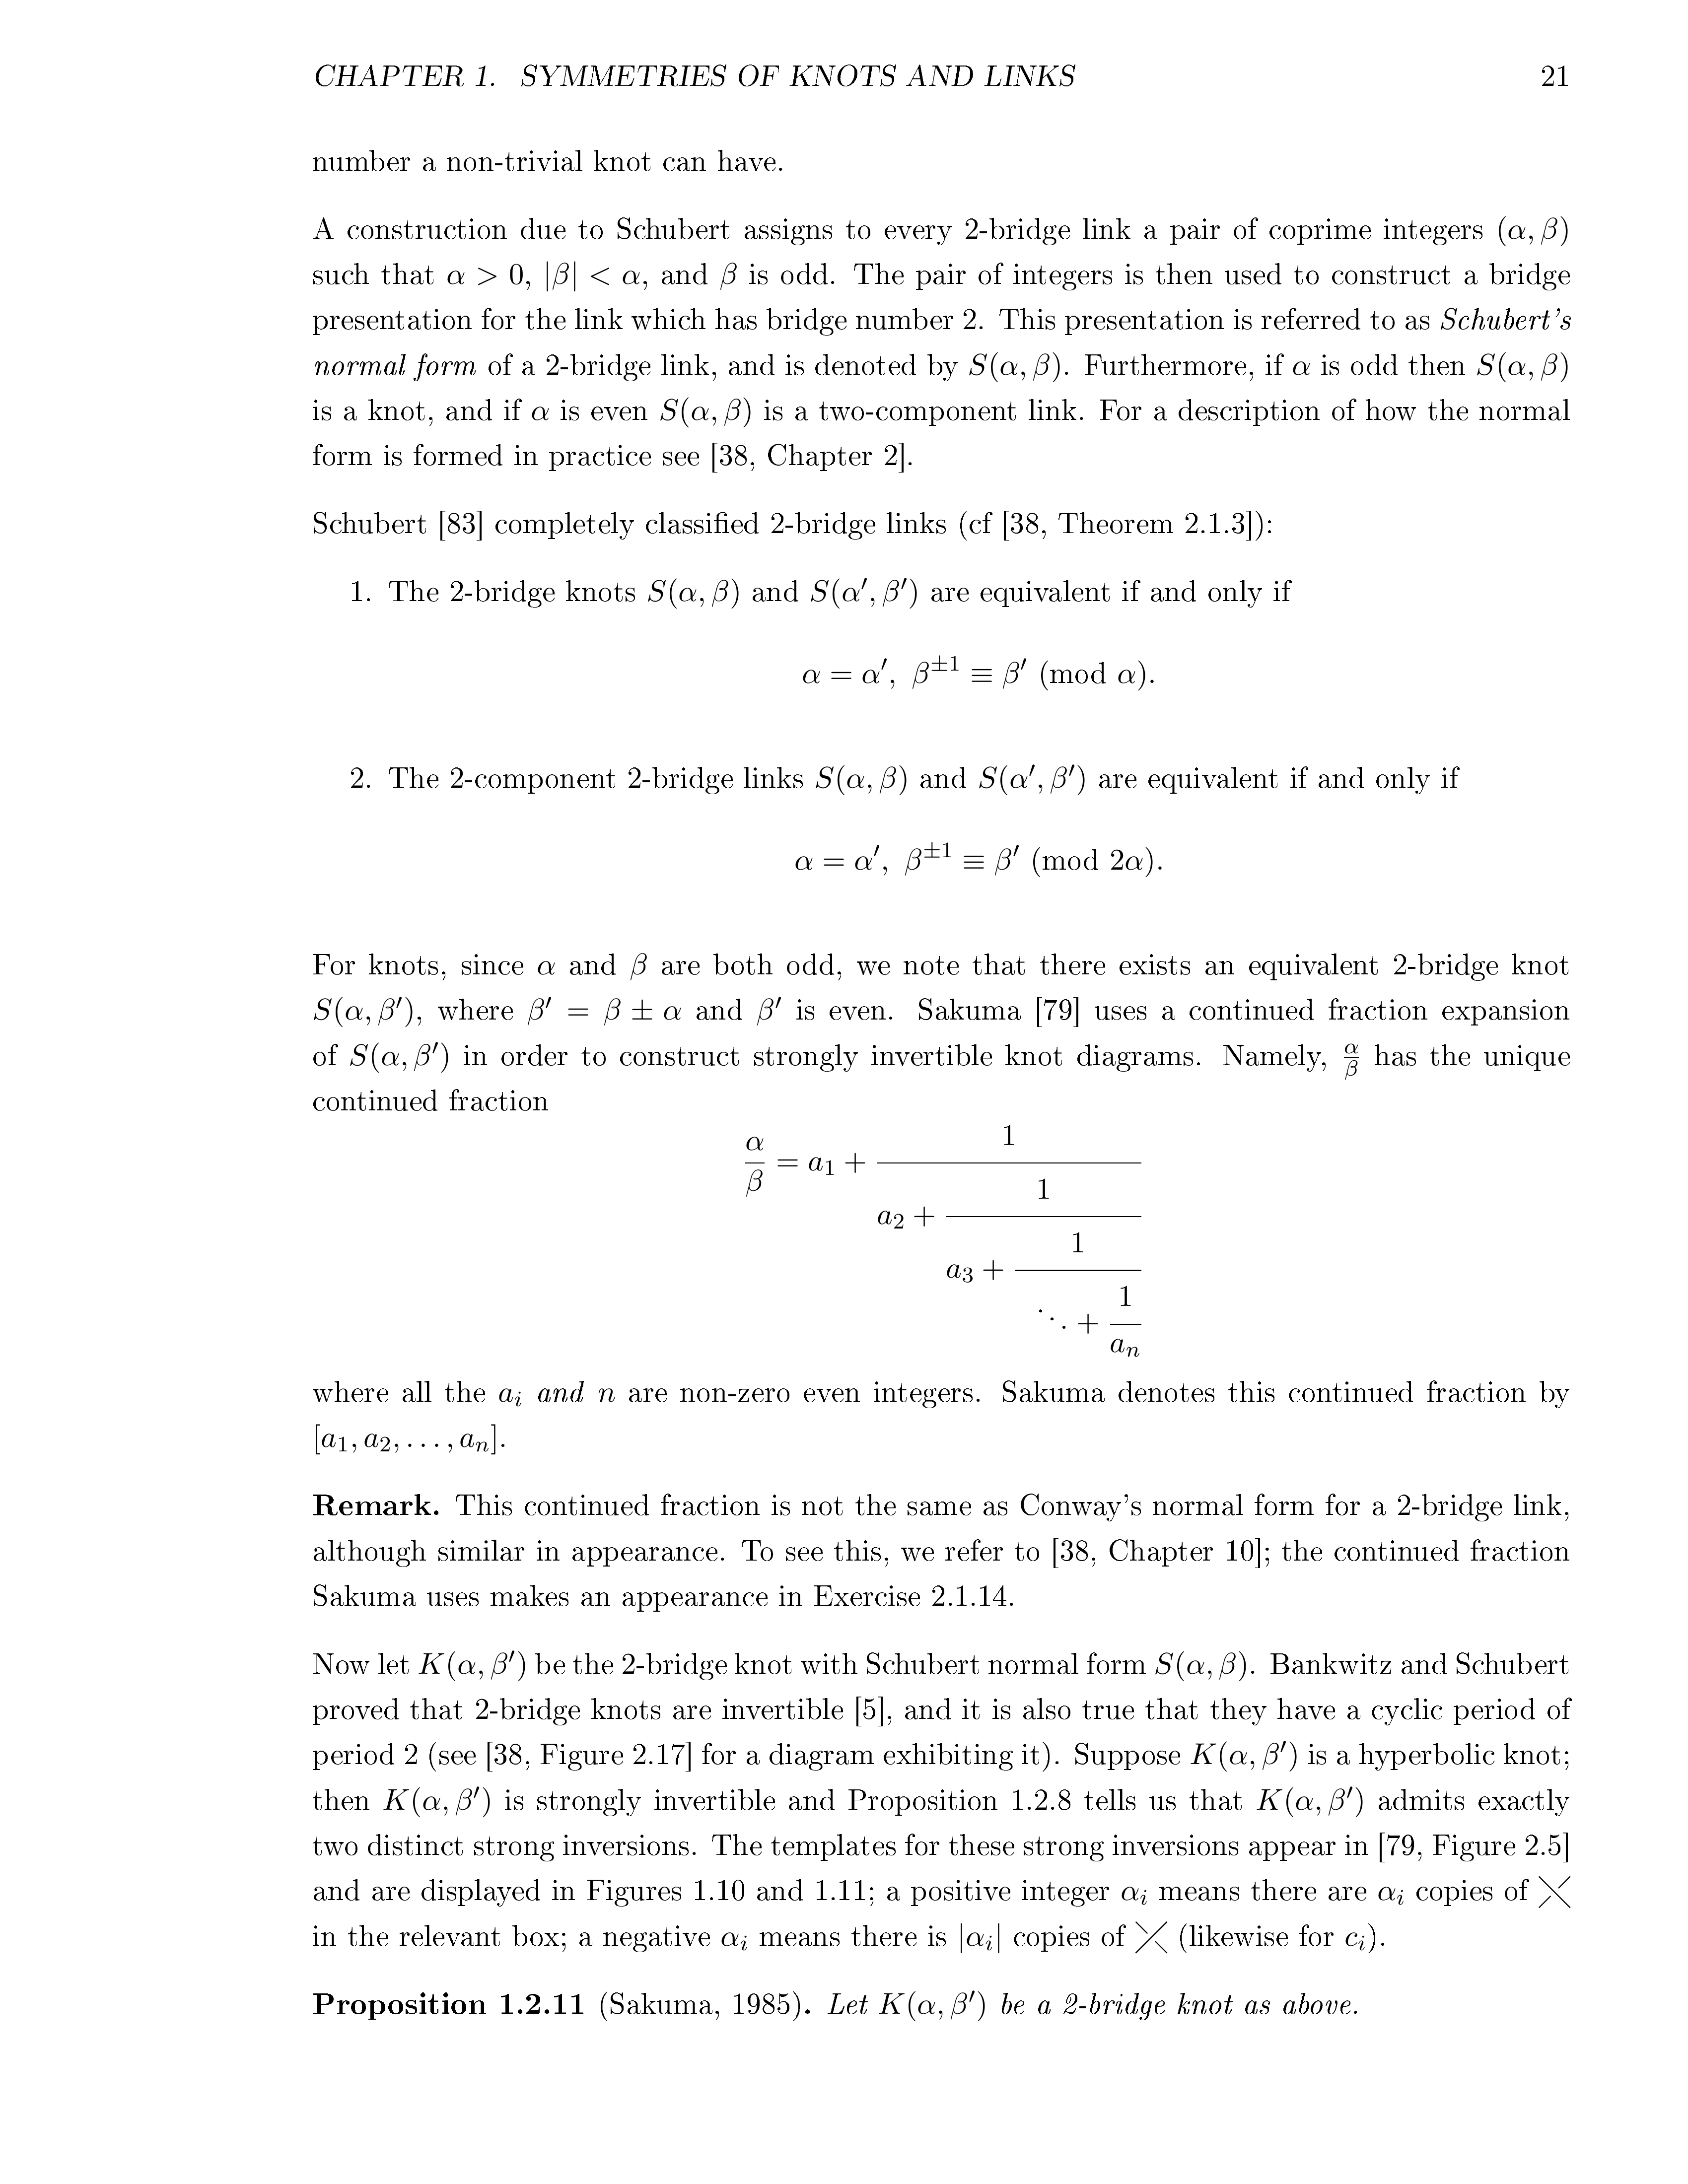 CHAPTER 1. SYMMETRIES OF KNOTS AND LINKS 21
number a non-trivial knot can have.
A construction due to Schubert assigns to every 2-bridge link a pair of coprime integers (α, β)
such that α > 0, |β| < α, and β is odd. The pair of integers is then used to construct a bridge
presentation for the link which has bridge number 2. This presentation is referred to as Schubert's
normal form of a 2-bridge link, and is denoted by S(α, β). Furthermore, if α is odd then S(α, β)
is a knot, and if α is even S(α, β) is a two-component link. For a description of how the normal
form is formed in practice see [38, Chapter 2].
Schubert [83] completely classified 2-bridge links (cf [38, Theorem 2.1.3]):
1. The 2-bridge knots S(α, β) and S(α′, β′) are equivalent if and only if
α = α′, β^{±1} ≡ β′ (mod α).
2. The 2-component 2-bridge links S(α, β) and S(α′, β′) are equivalent if and only if
α = α′, β^{±1} ≡ β′ (mod 2α).
For knots, since α and β are both odd, we note that there exists an equivalent 2-bridge knot
S(α, β′), where β′ = β ± α and β′ is even. Sakuma [79] uses a continued fraction expansion
of S(α, β′) in order to construct strongly invertible knot diagrams. Namely, α/β has the unique
continued fraction
α/β = a₁ + 1/(a₂ + 1/(a₃ + 1/(⋱ + 1/aₙ)))
where all the aᵢ and n are non-zero even integers. Sakuma denotes this continued fraction by
[a₁, a₂, . . . , aₙ].
Remark. This continued fraction is not the same as Conway's normal form for a 2-bridge link,
although similar in appearance. To see this, we refer to [38, Chapter 10]; the continued fraction
Sakuma uses makes an appearance in Exercise 2.1.14.
Now let K(α, β′) be the 2-bridge knot with Schubert normal form S(α, β). Bankwitz and Schubert
proved that 2-bridge knots are invertible [5], and it is also true that they have a cyclic period of
period 2 (see [38, Figure 2.17] for a diagram exhibiting it). Suppose K(α, β′) is a hyperbolic knot;
then K(α, β′) is strongly invertible and Proposition 1.2.8 tells us that K(α, β′) admits exactly
two distinct strong inversions. The templates for these strong inversions appear in [79, Figure 2.5]
and are displayed in Figures 1.10 and 1.11; a positive integer αᵢ means there are αᵢ copies of
in the relevant box; a negative αᵢ means there is |αᵢ| copies of (likewise for cᵢ).
Proposition 1.2.11 (Sakuma, 1985). Let K(α, β′) be a 2-bridge knot as above.